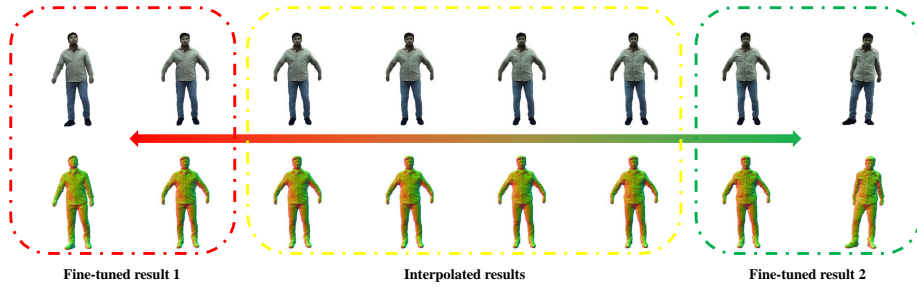 Fine-tuned result 1
Interpolated results
Fine-tuned result 2